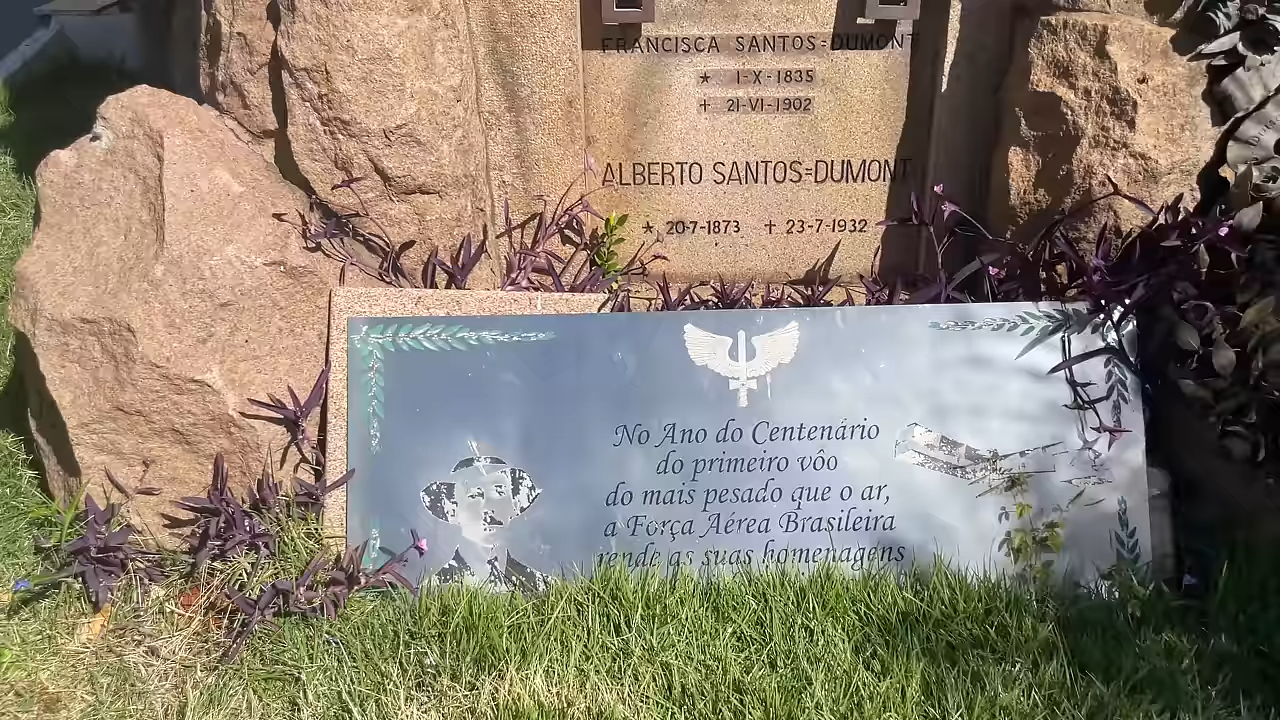 FRANCISCA SANTOS=DUMONT
★ 1-X-1835
+ 21-VI-1902
ALBERTO SANTOS=DUMONT
★ 20-7-1873 + 23-7-1932
No Ano do Centenário
do primeiro vôo
do mais pesado que o ar,
a Força Aérea Brasileira
rende as suas homenagens